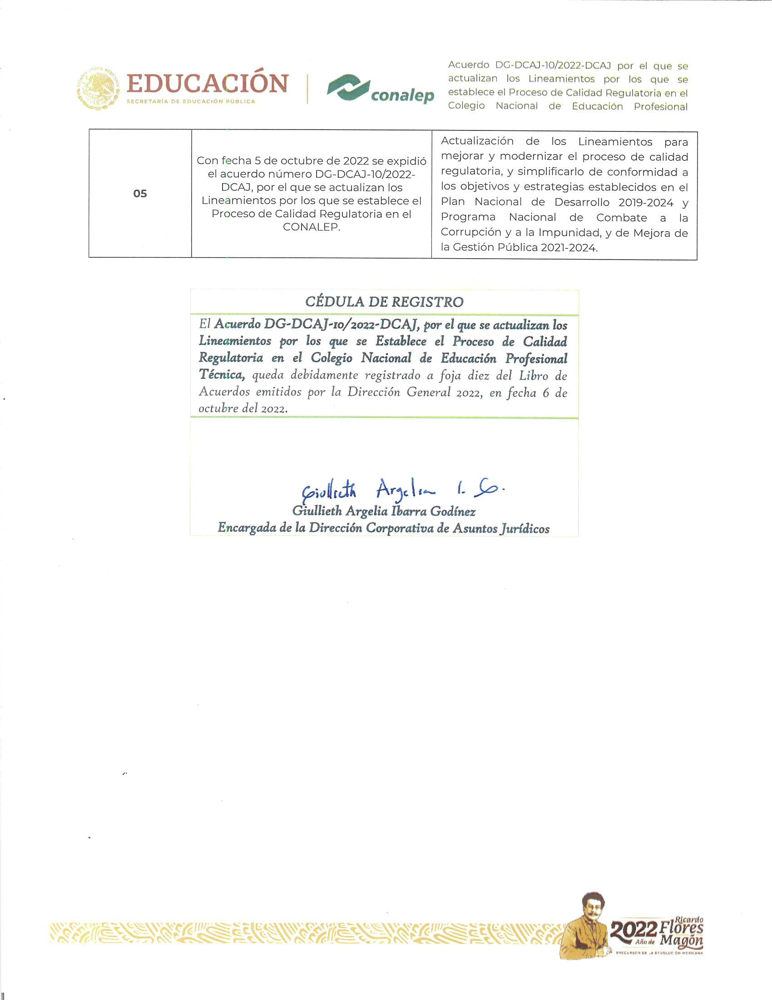 ESTADOS UNIDOS MEXICANOS
EDUCACIÓN
SECRETARÍA DE EDUCACIÓN PÚBLICA
conalep
Acuerdo DG-DCAJ-10/2022-DCAJ por el que se
actualizan los Lineamientos por los que se
establece el Proceso de Calidad Regulatoria en el
Colegio Nacional de Educación Profesional
05
Con fecha 5 de octubre de 2022 se expidió
el acuerdo número DG-DCAJ-10/2022-
DCAJ, por el que se actualizan los
Lineamientos por los que se establece el
Proceso de Calidad Regulatoria en el
CONALEP.
Actualización de los Lineamientos para
mejorar y modernizar el proceso de calidad
regulatoria, y simplificarlo de conformidad a
los objetivos y estrategias establecidos en el
Plan Nacional de Desarrollo 2019-2024 y
Programa Nacional de Combate a la
Corrupción y a la Impunidad, y de Mejora de
la Gestión Pública 2021-2024.
CÉDULA DE REGISTRO
El Acuerdo DG-DCAJ-10/2022-DCAJ, por el que se actualizan los
Lineamientos por los que se Establece el Proceso de Calidad
Regulatoria en el Colegio Nacional de Educación Profesional
Técnica, queda debidamente registrado a foja diez del Libro de
Acuerdos emitidos por la Dirección General 2022, en fecha 6 de
octubre del 2022.
Giullieth Argelia I. G.
Giullieth Argelia Ibarra Godínez
Encargada de la Dirección Corporativa de Asuntos Jurídicos
2022 Ricardo
Flores
Año de Magón
PRECURSOR DE LA REVOLUCIÓN MEXICANA